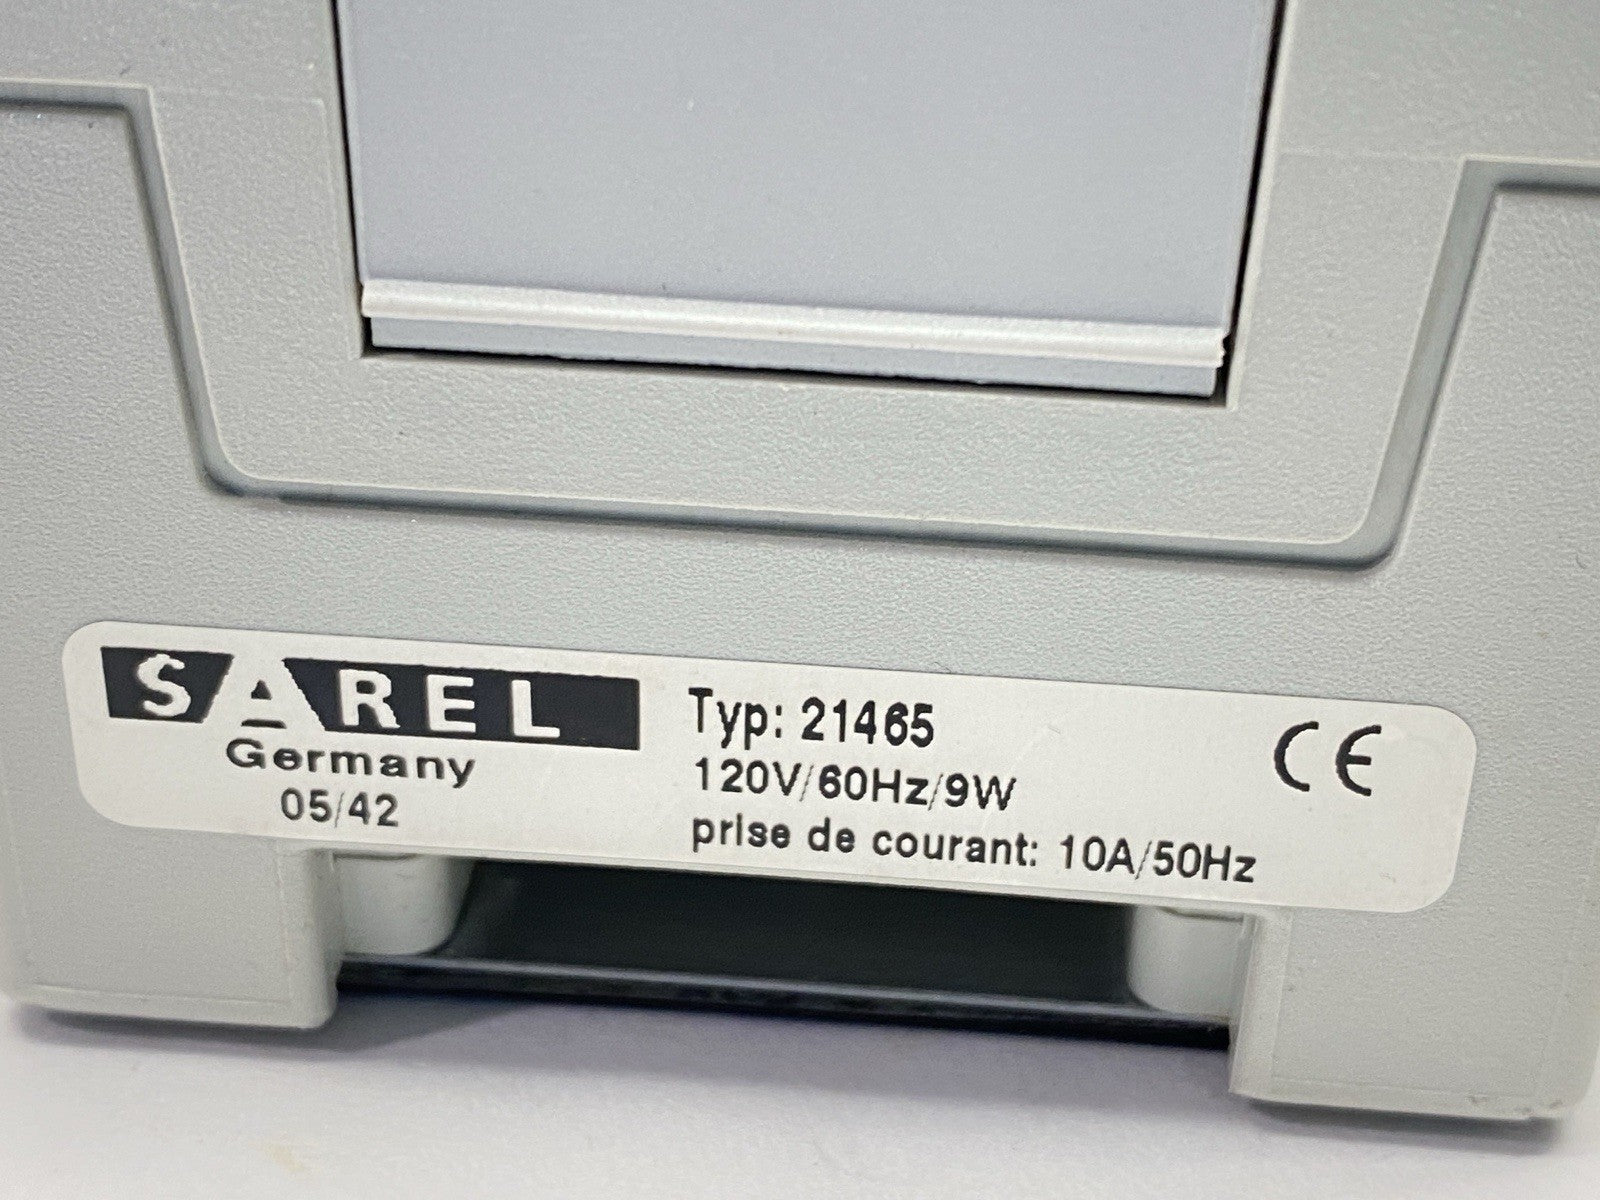 SAREL
Germany
05/42
Typ: 21465
120V/60Hz/9W
prise de courant: 10A/50Hz
CE